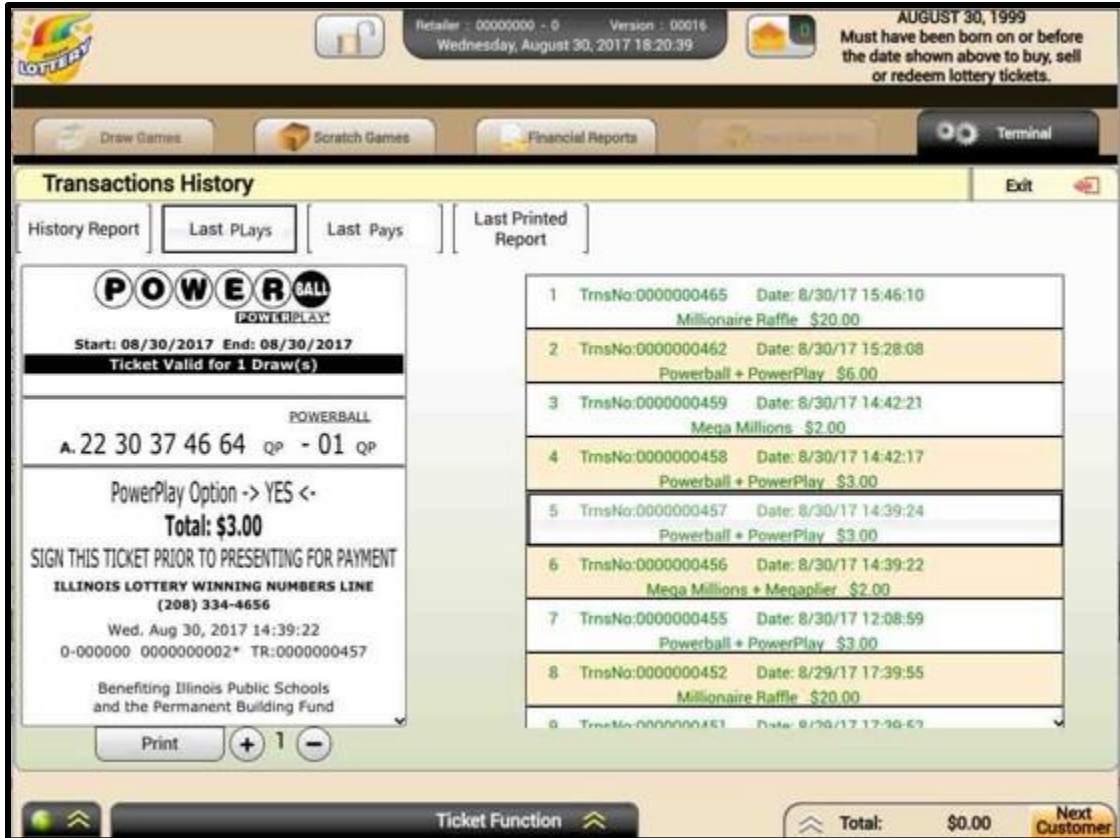 LOTTERY
Retailer : 00000000 - 0 Version : 00016
Wednesday, August 30, 2017 18:20:39
0
AUGUST 30, 1999
Must have been born on or before
the date shown above to buy, sell
or redeem lottery tickets.
Draw Games
Scratch Games
Financial Reports
Terminal
Transactions History
Exit
History Report
Last PLays
Last Pays
Last Printed
Report
POWERBALL
POWERPLAY
Start: 08/30/2017 End: 08/30/2017
Ticket Valid for 1 Draw(s)
POWERBALL
A. 22 30 37 46 64 QP - 01 QP
PowerPlay Option -> YES <-
Total: $3.00
SIGN THIS TICKET PRIOR TO PRESENTING FOR PAYMENT
ILLINOIS LOTTERY WINNING NUMBERS LINE
(208) 334-4656
Wed. Aug 30, 2017 14:39:22
0-000000 0000000002* TR:0000000457
Benefiting Illinois Public Schools
and the Permanent Building Fund
Print + 1 -
1 TrnsNo:0000000465 Date: 8/30/17 15:46:10
Millionaire Raffle $20.00
2 TrnsNo:0000000462 Date: 8/30/17 15:28:08
Powerball + PowerPlay $6.00
3 TrnsNo:0000000459 Date: 8/30/17 14:42:21
Mega Millions $2.00
4 TrnsNo:0000000458 Date: 8/30/17 14:42:17
Powerball + PowerPlay $3.00
5 TrnsNo:0000000457 Date: 8/30/17 14:39:24
Powerball + PowerPlay $3.00
6 TrnsNo:0000000456 Date: 8/30/17 14:39:22
Mega Millions + Megaplier $2.00
7 TrnsNo:0000000455 Date: 8/30/17 12:08:59
Powerball + PowerPlay $3.00
8 TrnsNo:0000000452 Date: 8/29/17 17:39:55
Millionaire Raffle $20.00
9 TrnsNo:0000000451 Date: 8/29/17 17:39:52
Ticket Function
Total: $0.00
Next
Customer